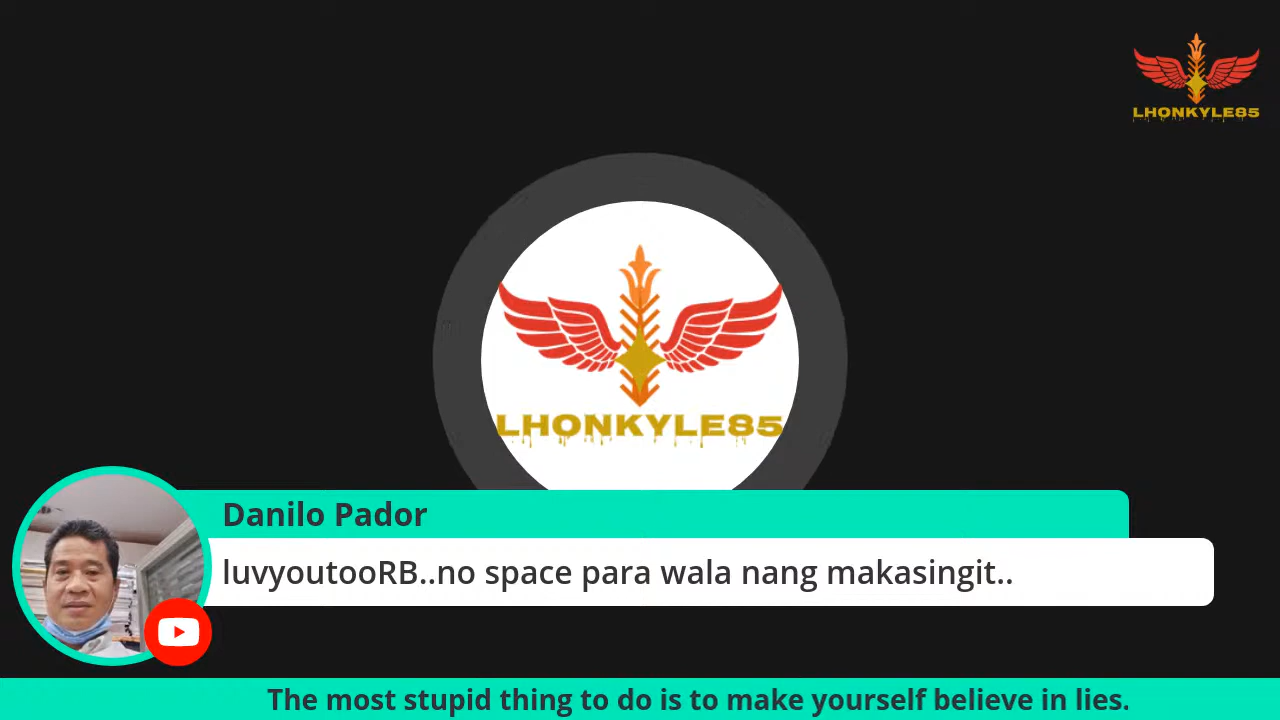 LHONKYLE85
LHONKYLE85
Danilo Pador
luvyoutooRB..no space para wala nang makasingit..
The most stupid thing to do is to make yourself believe in lies.